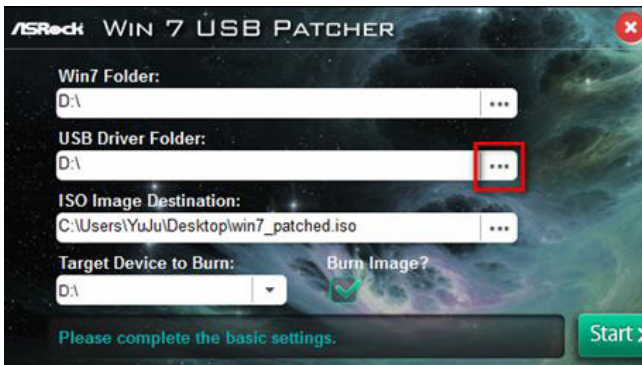 ASRock WIN 7 USB PATCHER
Win7 Folder:
D:\
USB Driver Folder:
D:\
ISO Image Destination:
C:\Users\YuJu\Desktop\win7_patched.iso
Target Device to Burn: Burn Image?
D:\
Please complete the basic settings.
Start